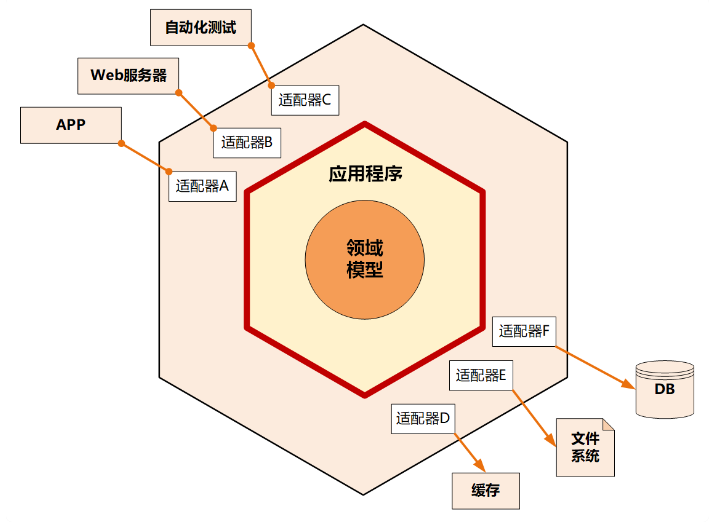 自动化测试
Web服务器
适配器C
APP
适配器B
应用程序
适配器A
领域
模型
适配器F
适配器E
DB
适配器D
文件
系统
缓存